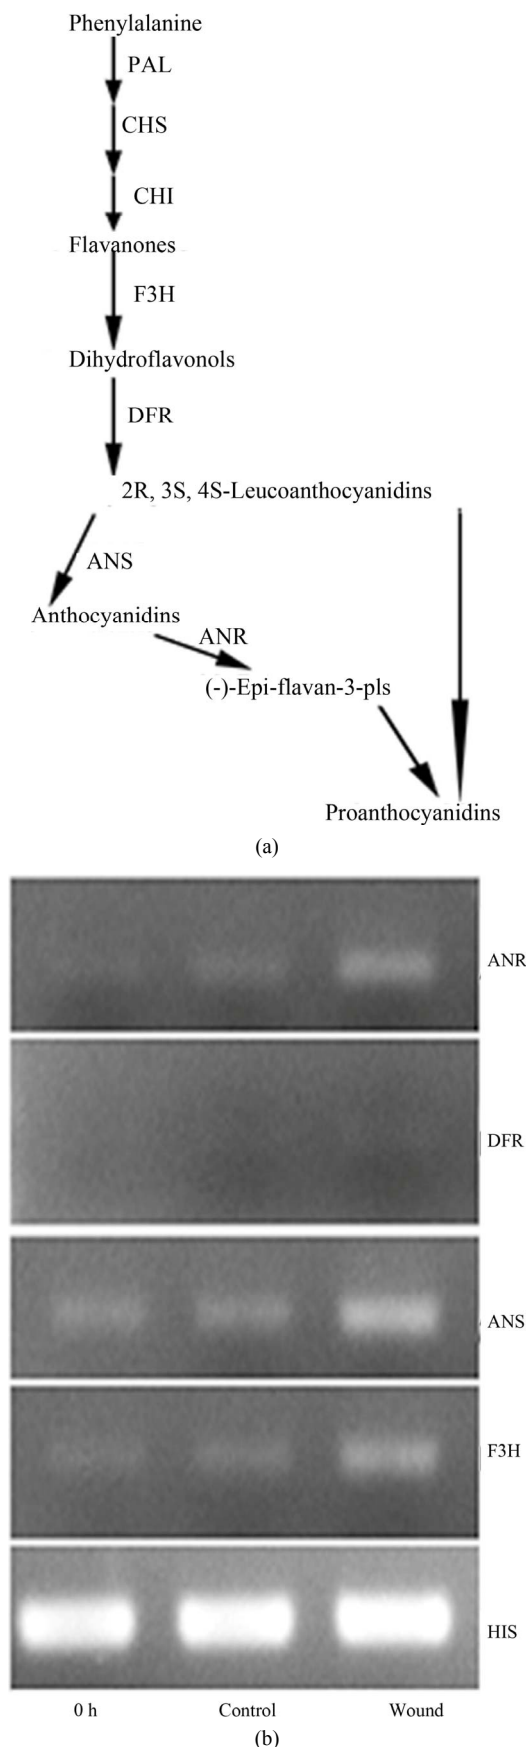 Phenylalanine
PAL
CHS
CHI
Flavanones
F3H
Dihydroflavonols
DFR
2R, 3S, 4S-Leucoanthocyanidins
ANS
Anthocyanidins
ANR
(-)-Epi-flavan-3-pls
Proanthocyanidins
(a)
ANR
DFR
ANS
F3H
HIS
0 h Control Wound
(b)